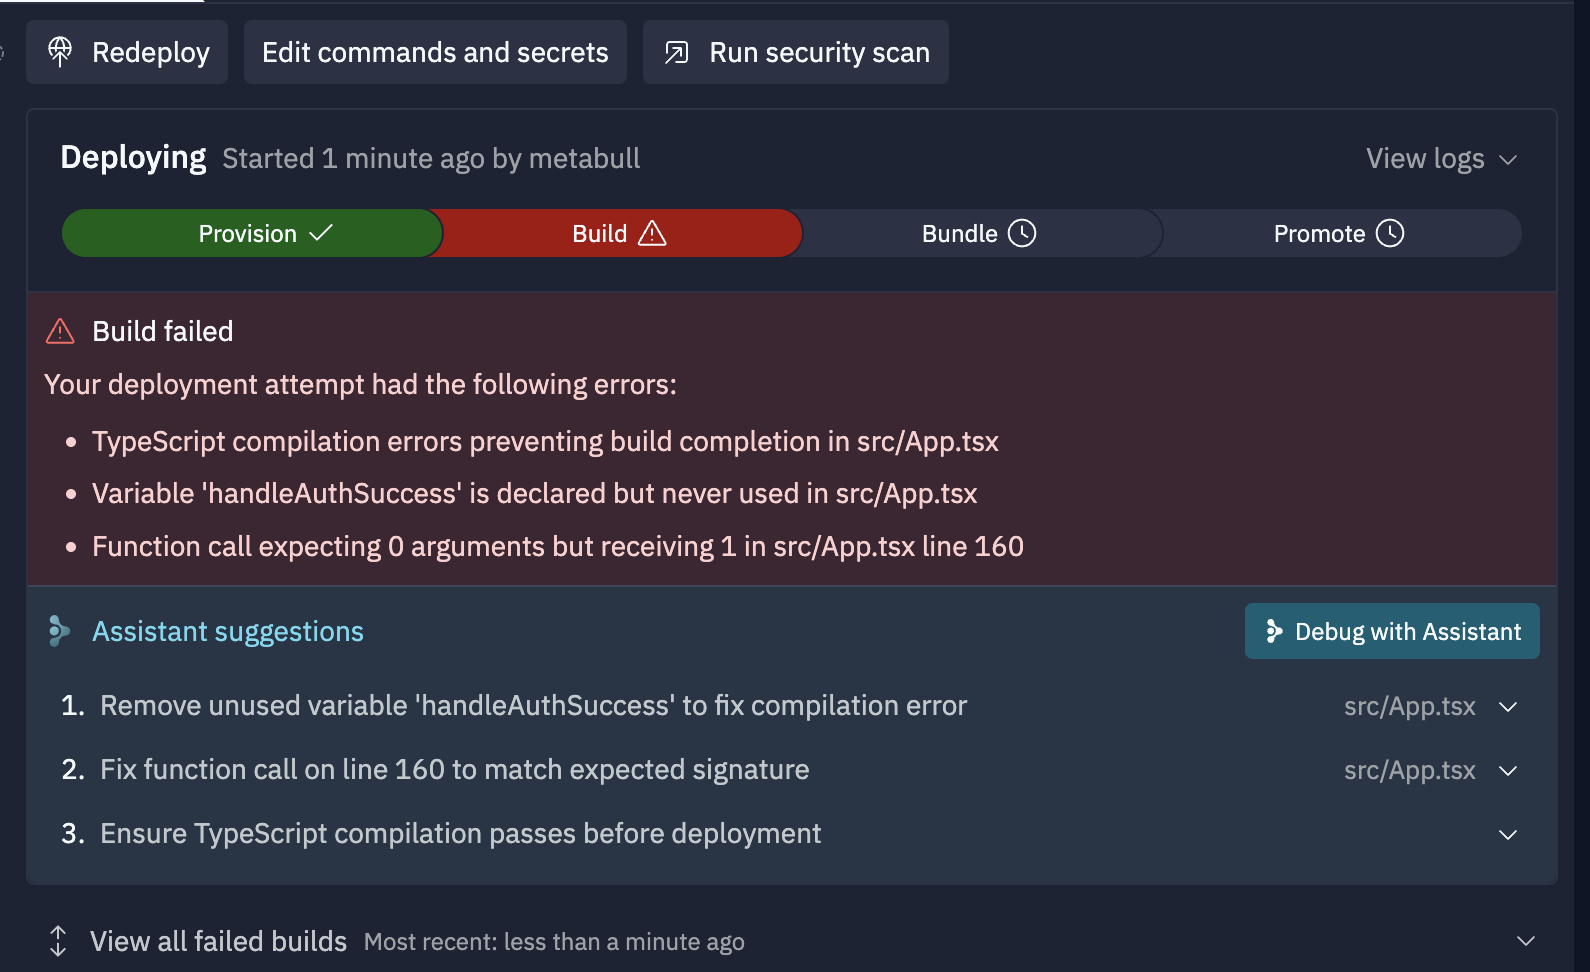 Redeploy Edit commands and secrets Run security scan
Deploying Started 1 minute ago by metabull View logs
Provision Build Bundle Promote
Build failed
Your deployment attempt had the following errors:
• TypeScript compilation errors preventing build completion in src/App.tsx
• Variable 'handleAuthSuccess' is declared but never used in src/App.tsx
• Function call expecting 0 arguments but receiving 1 in src/App.tsx line 160
Assistant suggestions Debug with Assistant
1. Remove unused variable 'handleAuthSuccess' to fix compilation error src/App.tsx
2. Fix function call on line 160 to match expected signature src/App.tsx
3. Ensure TypeScript compilation passes before deployment
View all failed builds Most recent: less than a minute ago